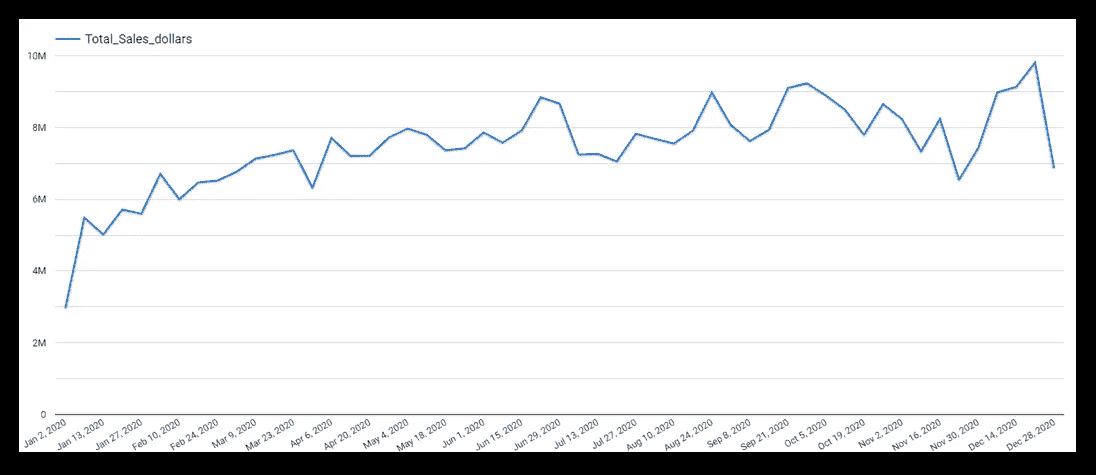 Total_Sales_dollars
10M
8M
6M
4M
2M
0
Jan 2, 2020
Jan 13, 2020
Jan 27, 2020
Feb 10, 2020
Feb 24, 2020
Mar 9, 2020
Mar 23, 2020
Apr 6, 2020
Apr 20, 2020
May 4, 2020
May 18, 2020
Jun 1, 2020
Jun 15, 2020
Jun 29, 2020
Jul 13, 2020
Jul 27, 2020
Aug 10, 2020
Aug 24, 2020
Sep 8, 2020
Sep 21, 2020
Oct 5, 2020
Oct 19, 2020
Nov 2, 2020
Nov 16, 2020
Nov 30, 2020
Dec 14, 2020
Dec 28, 2020